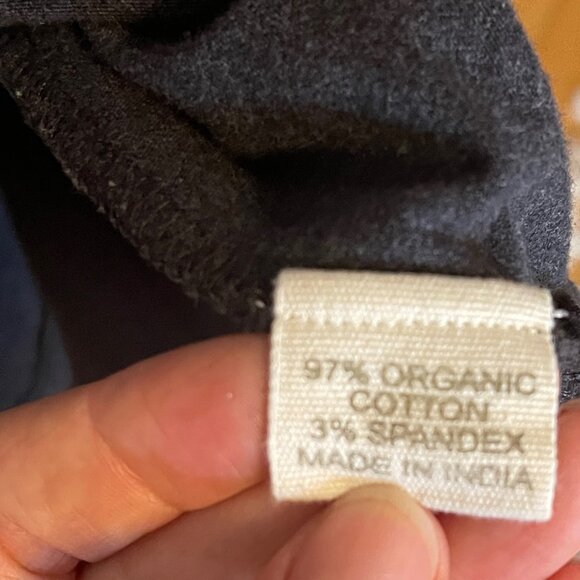 97% ORGANIC
COTTON
3% SPANDEX
MADE IN INDIA